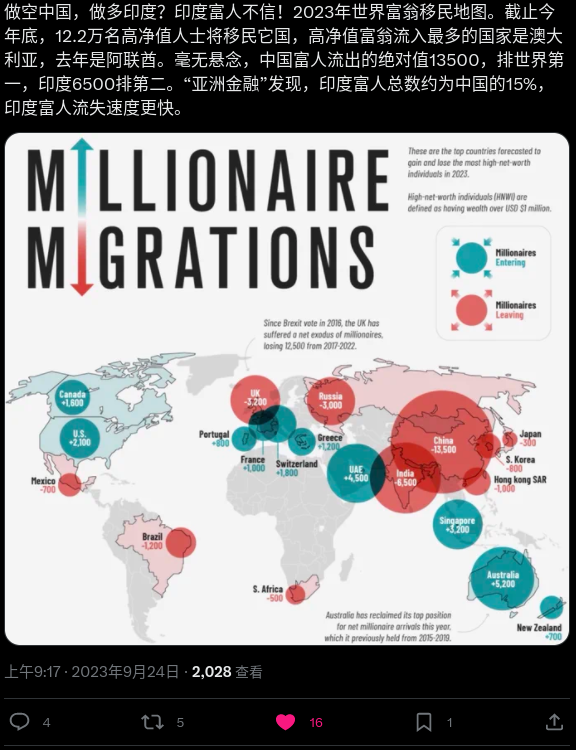 做空中国，做多印度？印度富人不信！2023年世界富翁移民地图。截止今
年底，12.2万名高净值人士将移民它国，高净值富翁流入最多的国家是澳大
利亚，去年是阿联酋。毫无悬念，中国富人流出的绝对值13500，排世界第
一，印度6500排第二。“亚洲金融”发现，印度富人总数约为中国的15%，
印度富人流失速度更快。
MILLIONAIRE
MIGRATIONS
These are the top countries forecasted to
gain and lose the most high-net-worth
individuals in 2023.
High-net-worth individuals (HNWI) are
defined as having wealth over USD $1 million.
Millionaires
Entering
Millionaires
Leaving
Since Brexit vote in 2016, the UK has
suffered a net exodus of millionaires,
losing 12,500 from 2017-2022.
Canada
+1,600
U.S.
+2,100
Mexico
-700
Brazil
-1,200
UK
-3,200
Russia
-3,000
Portugal
+800
France
+1,000
Switzerland
+1,800
Greece
+1,200
UAE
+4,500
India
-6,500
China
-13,500
Japan
-300
S. Korea
-800
Hong kong SAR
-1,000
Singapore
+3,200
Australia
+5,200
New Zealand
+700
S. Africa
-500
Australia has reclaimed its top position
for net millionaire arrivals this year,
which it previously held from 2015-2019.
上午9:17 · 2023年9月24日 · 2,028 查看
4 5 16 1